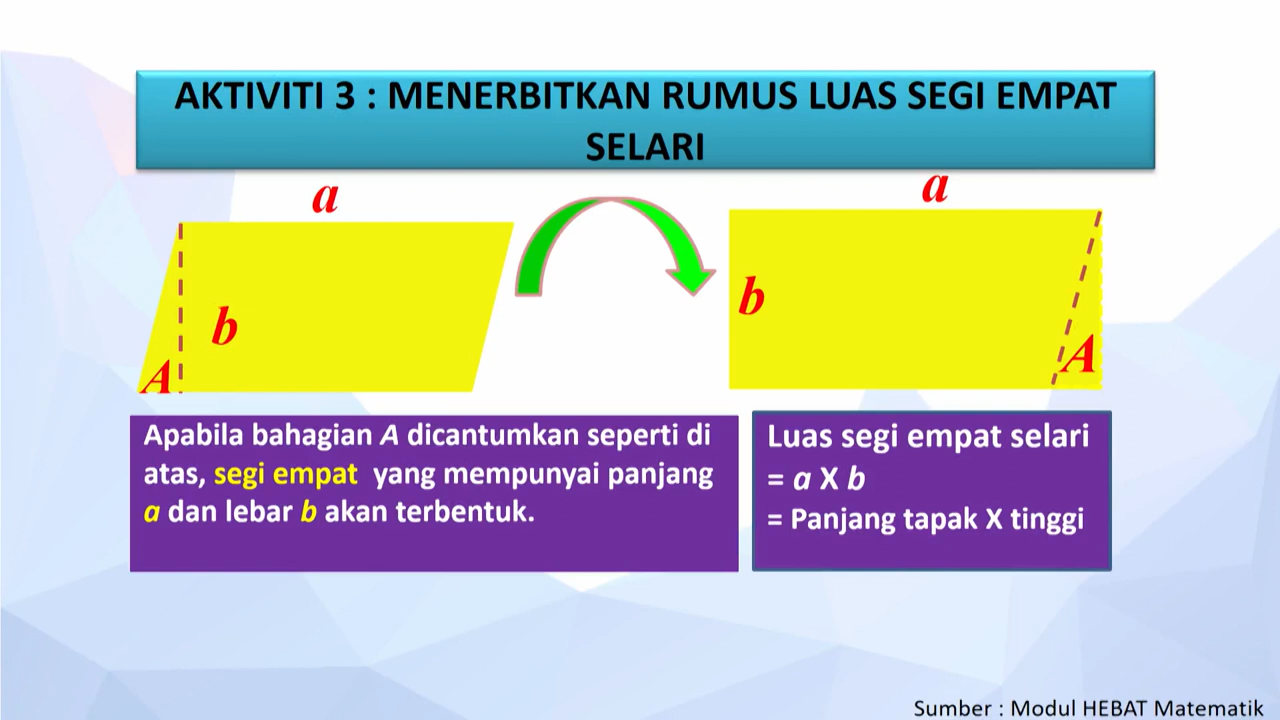 AKTIVITI 3 : MENERBITKAN RUMUS LUAS SEGI EMPAT
SELARI
a
b
A
a
b
A
Apabila bahagian A dicantumkan seperti di
atas, segi empat yang mempunyai panjang
a dan lebar b akan terbentuk.
Luas segi empat selari
= a X b
= Panjang tapak X tinggi
Sumber : Modul HEBAT Matematik